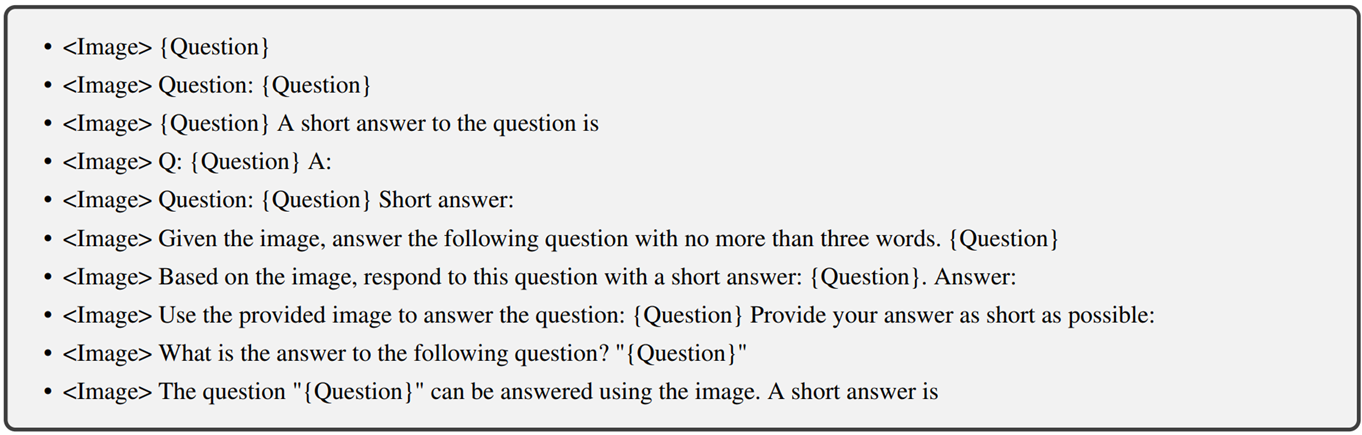 • <Image> {Question}
• <Image> Question: {Question}
• <Image> {Question} A short answer to the question is
• <Image> Q: {Question} A:
• <Image> Question: {Question} Short answer:
• <Image> Given the image, answer the following question with no more than three words. {Question}
• <Image> Based on the image, respond to this question with a short answer: {Question}. Answer:
• <Image> Use the provided image to answer the question: {Question} Provide your answer as short as possible:
• <Image> What is the answer to the following question? "{Question}"
• <Image> The question "{Question}" can be answered using the image. A short answer is